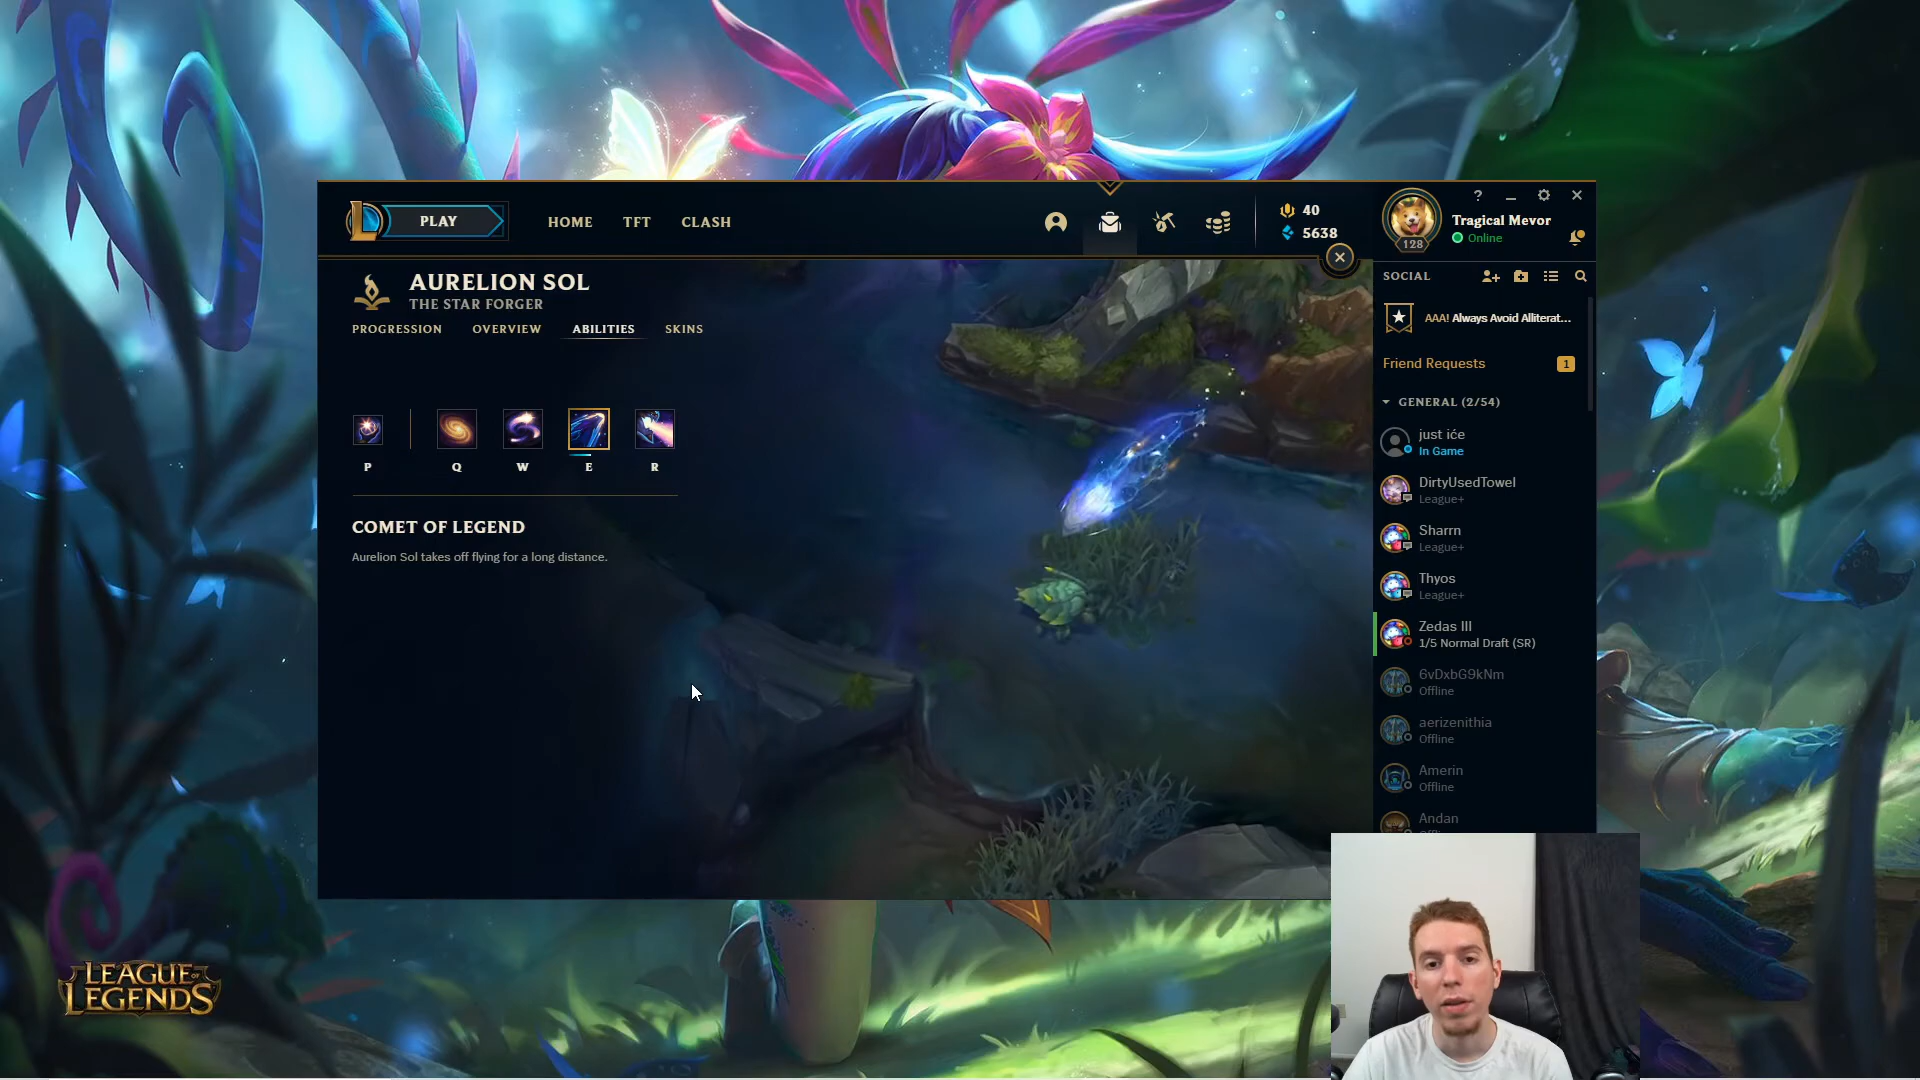 PLAY
HOME
TFT
CLASH
40
5638
?
128
Tragical Mevor
Online
AURELION SOL
THE STAR FORGER
PROGRESSION
OVERVIEW
ABILITIES
SKINS
P
Q
W
E
R
COMET OF LEGEND
Aurelion Sol takes off flying for a long distance.
SOCIAL
AAA! Always Avoid Alliterat...
Friend Requests
1
GENERAL (2/54)
just iće
In Game
DirtyUsedTowel
League+
Sharrn
League+
Thyos
League+
Zedas III
1/5 Normal Draft (SR)
6vDxbG9kNm
Offline
aerizenithia
Offline
Amerin
Offline
Andan
LEAGUE OF
LEGENDS